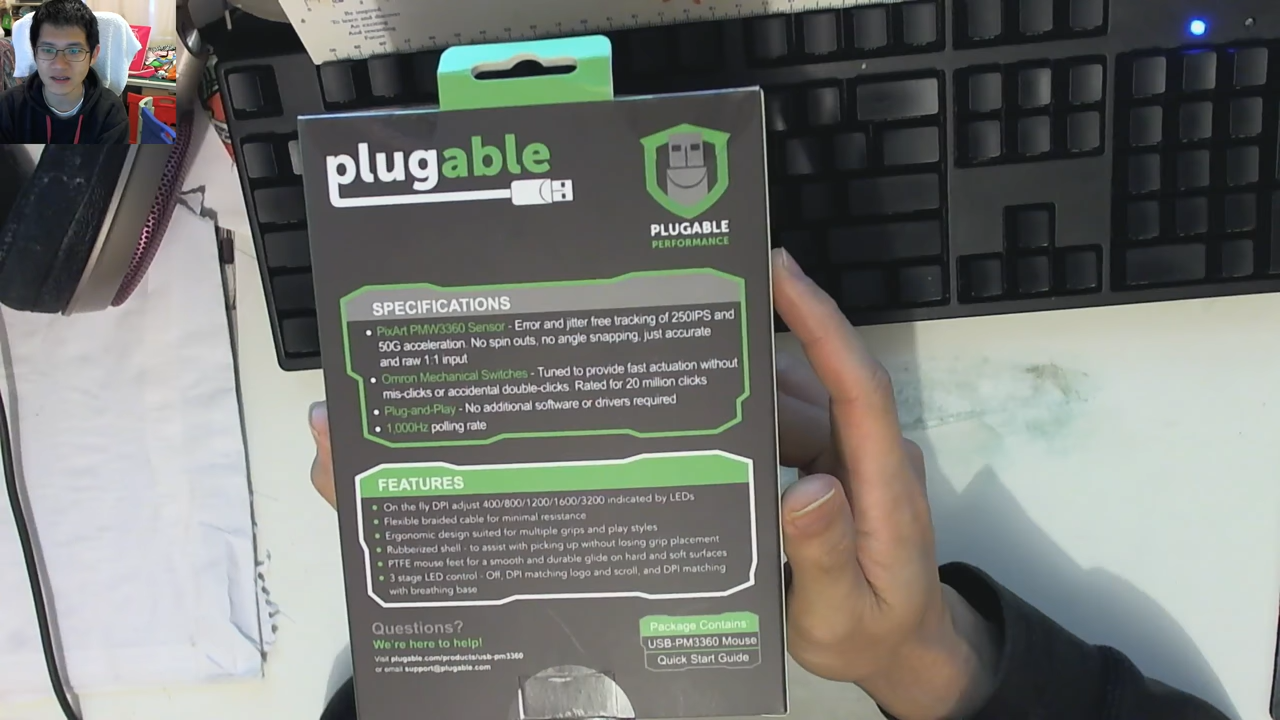 To learn and discover
An exciting
And rewarding
plugable
PLUGABLE
PERFORMANCE
SPECIFICATIONS
• PixArt PMW3360 Sensor - Error and jitter free tracking of 250IPS and
50G acceleration. No spin outs, no angle snapping, just accurate
and raw 1:1 input
• Omron Mechanical Switches - Tuned to provide fast actuation without
mis-clicks or accidental double-clicks. Rated for 20 million clicks
• Plug-and-Play - No additional software or drivers required
• 1,000Hz polling rate
FEATURES
• On the fly DPI adjust 400/800/1200/1600/3200 indicated by LEDs
• Flexible braided cable for minimal resistance
• Ergonomic design suited for multiple grips and play styles
• Rubberized shell - to assist with picking up without losing grip placement
• PTFE mouse feet for a smooth and durable glide on hard and soft surfaces
• 3 stage LED control - Off, DPI matching logo and scroll, and DPI matching
with breathing base
Questions?
We're here to help!
Visit plugable.com/products/usb-pm3360
or email support@plugable.com
Package Contains:
USB-PM3360 Mouse
Quick Start Guide